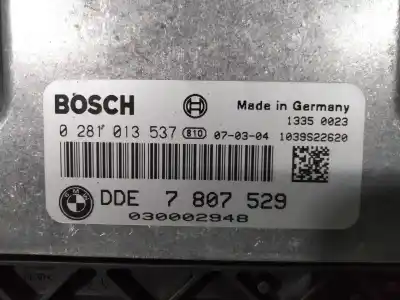 BOSCH
Made in Germany
1335 0023
0 281 013 537 810 07-03-04 1039S22620
DDE 7 807 529
030002948